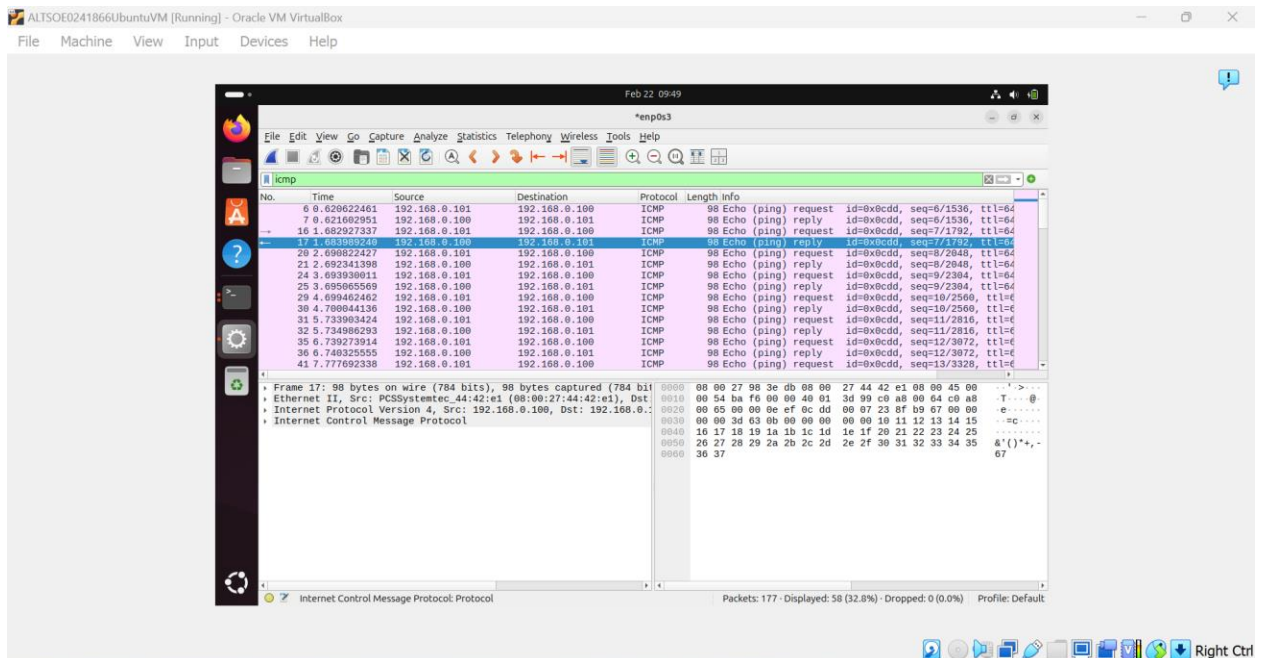 ALTSOE0241866UbuntuVM [Running] - Oracle VM VirtualBox
File Machine View Input Devices Help
Feb 22 09:49
*enp0s3
File Edit View Go Capture Analyze Statistics Telephony Wireless Tools Help
icmp
No. Time Source Destination Protocol Length Info
6 0.620622461 192.168.0.101 192.168.0.100 ICMP 98 Echo (ping) request id=0x0cdd, seq=6/1536, ttl=64
7 0.621602951 192.168.0.100 192.168.0.101 ICMP 98 Echo (ping) reply id=0x0cdd, seq=6/1536, ttl=64
16 1.682927337 192.168.0.101 192.168.0.100 ICMP 98 Echo (ping) request id=0x0cdd, seq=7/1792, ttl=64
17 1.683989240 192.168.0.100 192.168.0.101 ICMP 98 Echo (ping) reply id=0x0cdd, seq=7/1792, ttl=64
20 2.690822427 192.168.0.101 192.168.0.100 ICMP 98 Echo (ping) request id=0x0cdd, seq=8/2048, ttl=64
21 2.692341398 192.168.0.100 192.168.0.101 ICMP 98 Echo (ping) reply id=0x0cdd, seq=8/2048, ttl=64
24 3.693930011 192.168.0.101 192.168.0.100 ICMP 98 Echo (ping) request id=0x0cdd, seq=9/2304, ttl=64
25 3.695065569 192.168.0.100 192.168.0.101 ICMP 98 Echo (ping) reply id=0x0cdd, seq=9/2304, ttl=64
29 4.699462462 192.168.0.101 192.168.0.100 ICMP 98 Echo (ping) request id=0x0cdd, seq=10/2560, ttl=6
30 4.700044136 192.168.0.100 192.168.0.101 ICMP 98 Echo (ping) reply id=0x0cdd, seq=10/2560, ttl=6
31 5.733903424 192.168.0.101 192.168.0.100 ICMP 98 Echo (ping) request id=0x0cdd, seq=11/2816, ttl=6
32 5.734986293 192.168.0.100 192.168.0.101 ICMP 98 Echo (ping) reply id=0x0cdd, seq=11/2816, ttl=6
35 6.739273914 192.168.0.101 192.168.0.100 ICMP 98 Echo (ping) request id=0x0cdd, seq=12/3072, ttl=6
36 6.740325555 192.168.0.100 192.168.0.101 ICMP 98 Echo (ping) reply id=0x0cdd, seq=12/3072, ttl=6
41 7.777692338 192.168.0.101 192.168.0.100 ICMP 98 Echo (ping) request id=0x0cdd, seq=13/3328, ttl=6
Frame 17: 98 bytes on wire (784 bits), 98 bytes captured (784 bit
Ethernet II, Src: PCSSystemtec_44:42:e1 (08:00:27:44:42:e1), Dst:
Internet Protocol Version 4, Src: 192.168.0.100, Dst: 192.168.0.1
Internet Control Message Protocol
0000 08 00 27 98 3e db 08 00 27 44 42 e1 08 00 45 00 ··'·>···
0010 00 54 ba f6 00 00 40 01 3d 99 c0 a8 00 64 c0 a8 ·T····@·
0020 00 65 00 00 0e ef 0c dd 00 07 23 8f b9 67 00 00 ·e······
0030 00 00 3d 63 0b 00 00 00 00 00 10 11 12 13 14 15 ··=c····
0040 16 17 18 19 1a 1b 1c 1d 1e 1f 20 21 22 23 24 25 ········
0050 26 27 28 29 2a 2b 2c 2d 2e 2f 30 31 32 33 34 35 &'()*+,-
0060 36 37 67
Internet Control Message Protocol: Protocol
Packets: 177 · Displayed: 58 (32.8%) · Dropped: 0 (0.0%)
Profile: Default
Right Ctrl